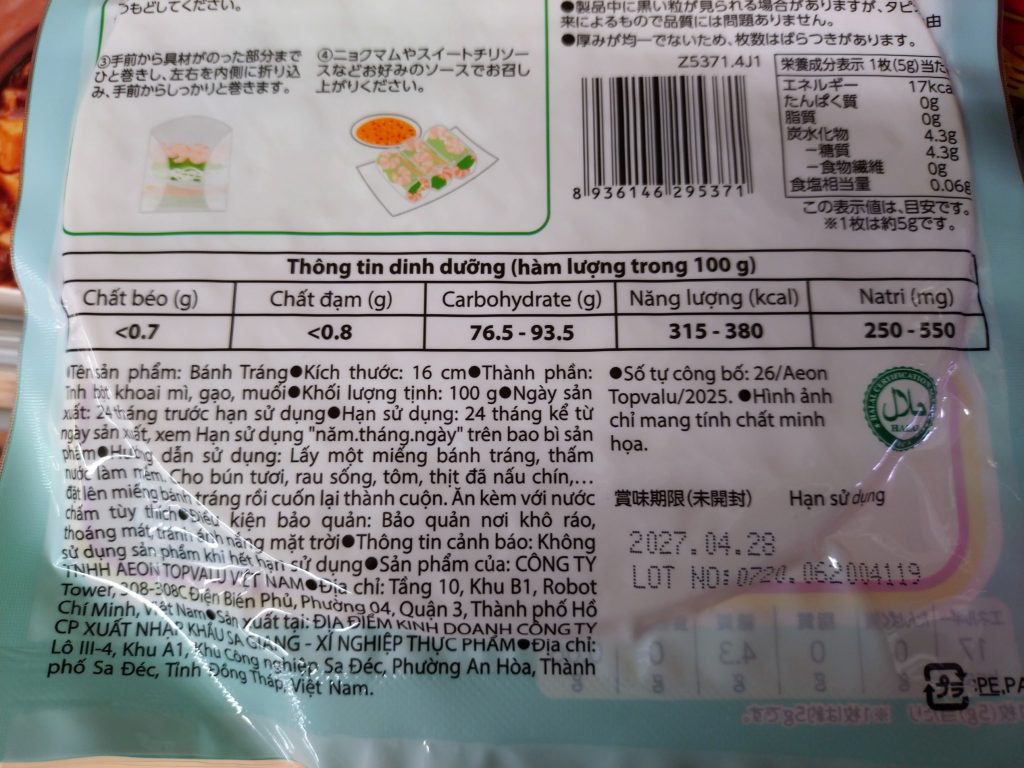 つもどしてください。
③手前から具材がのった部分まで
ひと巻きし、左右を内側に折り込
み、手前からしっかりと巻きます。
④ニョクマムやスイートチリソー
スなどお好みのソースでお召し
上がりください。
●製品中に黒い粒が見られる場合がありますが、タピ
由
来によるもので品質には問題ありません。
●厚みが均一でないため、枚数はばらつきがあります。
Z5371.4J1
8 936146 295371
栄養成分表示 1枚(5g)当た
エネルギー 17kca
たんぱく質 0g
脂質 0g
炭水化物 4.3g
－糖質 4.3g
－食物繊維 0g
食塩相当量 0.06g
この表示値は、目安です。
※1枚は約5gです。
Thông tin dinh dưỡng (hàm lượng trong 100 g)
Chất béo (g) Chất đạm (g) Carbohydrate (g) Năng lượng (kcal) Natri (mg)
<0.7 <0.8 76.5 - 93.5 315 - 380 250 - 550
●Tên sản phẩm: Bánh Tráng●Kích thước: 16 cm●Thành phần:
Tinh bột khoai mì, gạo, muối●Khối lượng tịnh: 100 g●Ngày sản
xuất: 24 tháng trước hạn sử dụng●Hạn sử dụng: 24 tháng kể từ
ngày sản xuất, xem Hạn sử dụng "năm.tháng.ngày" trên bao bì sản
phẩm●Hướng dẫn sử dụng: Lấy một miếng bánh tráng, thấm
nước làm mềm. Cho bún tươi, rau sống, tôm, thịt đã nấu chín,...
đặt lên miếng bánh tráng rồi cuốn lại thành cuộn. Ăn kèm với nước
chấm tùy thích●Điều kiện bảo quản: Bảo quản nơi khô ráo,
thoáng mát, tránh ánh nắng mặt trời●Thông tin cảnh báo: Không
sử dụng sản phẩm khi hết hạn sử dụng●Sản phẩm của: CÔNG TY
TNHH AEON TOPVALU VIỆT NAM●Địa chỉ: Tầng 10, Khu B1, Robot
Tower, 308-308C Điện Biên Phủ, Phường 04, Quận 3, Thành phố Hồ
Chí Minh, Việt Nam●Sản xuất tại: ĐỊA ĐIỂM KINH DOANH CÔNG TY
CP XUẤT NHẬP KHẨU SA GIANG - XÍ NGHIỆP THỰC PHẨM●Địa chỉ:
Lô III-4, Khu A1, Khu Công nghiệp Sa Đéc, Phường An Hòa, Thành
phố Sa Đéc, Tỉnh Đồng Tháp, Việt Nam.
●Số tự công bố: 26/Aeon
Topvalu/2025. ●Hình ảnh
chỉ mang tính chất minh
họa.
HALAL CERTIFICATION
حلال
HALAL
賞味期限(未開封) Hạn sử dụng
2027.04.28
LOT NO: 0720. 062004119
プラ :PE,PA